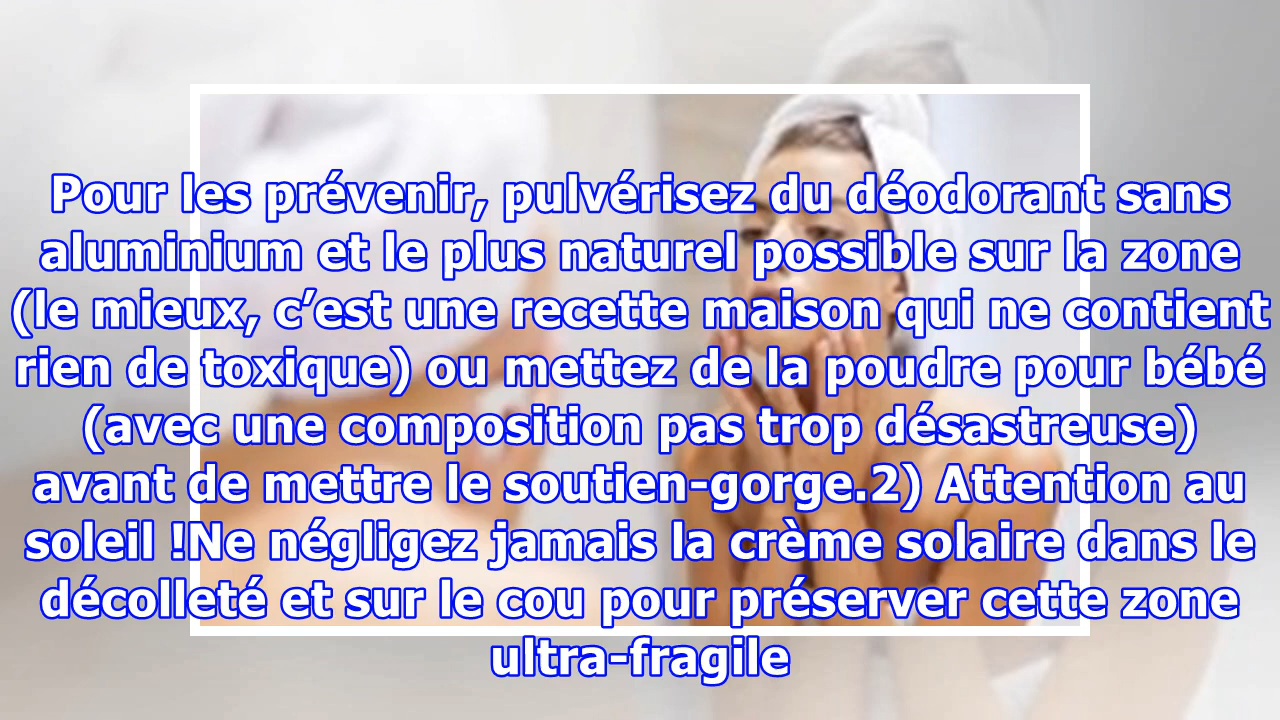 Pour les prévenir, pulvérisez du déodorant sans
aluminium et le plus naturel possible sur la zone
(le mieux, c’est une recette maison qui ne contient
rien de toxique) ou mettez de la poudre pour bébé
(avec une composition pas trop désastreuse)
avant de mettre le soutien-gorge.2) Attention au
soleil !Ne négligez jamais la crème solaire dans le
décolleté et sur le cou pour préserver cette zone
ultra-fragile